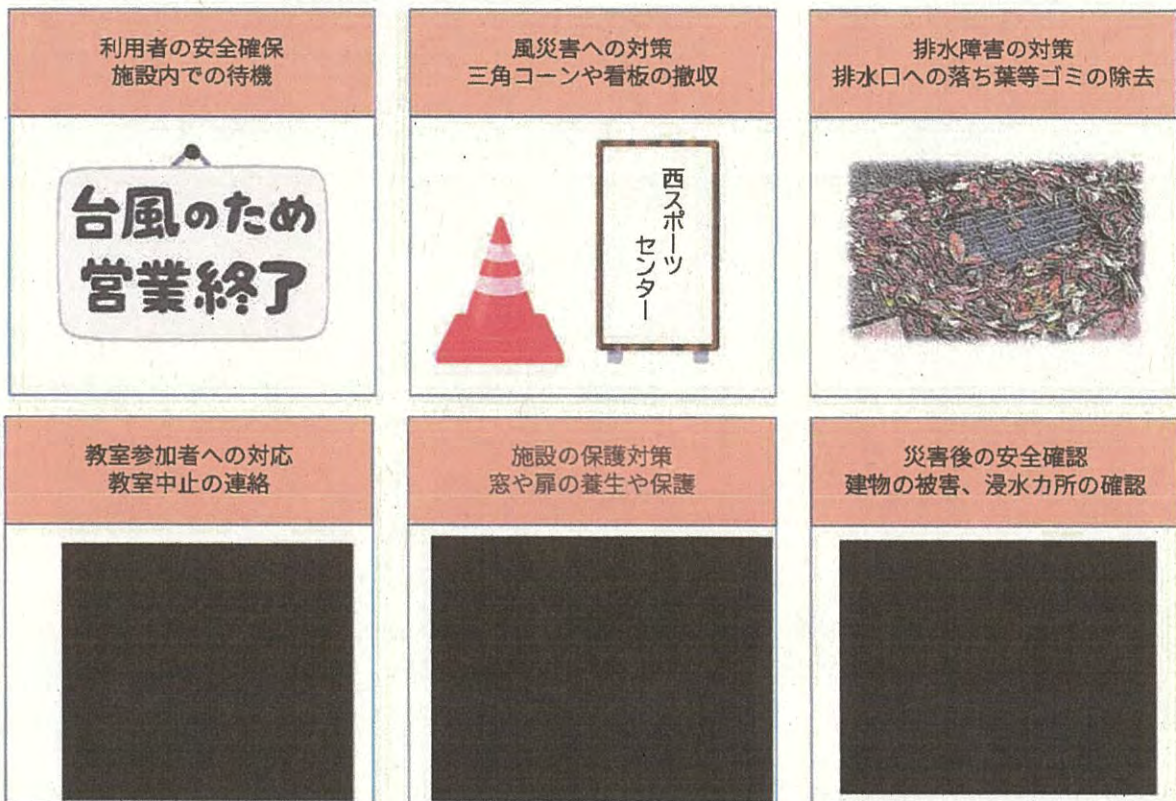 利用者の安全確保
施設内での待機
台風のため
営業終了
風災害への対策
三角コーンや看板の撤収
西スポーツ
センター
排水障害の対策
排水口への落ち葉等ゴミの除去
教室参加者への対応
教室中止の連絡
施設の保護対策
窓や扉の養生や保護
災害後の安全確認
建物の被害、浸水カ所の確認